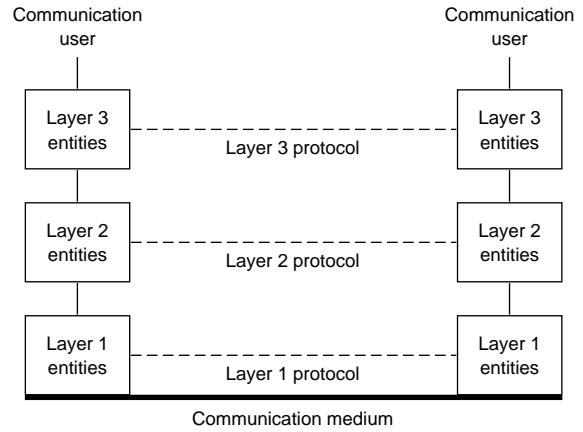 Communication
user
Communication
user
Layer 3
entities
Layer 3 protocol
Layer 3
entities
Layer 2
entities
Layer 2 protocol
Layer 2
entities
Layer 1
entities
Layer 1 protocol
Layer 1
entities
Communication medium